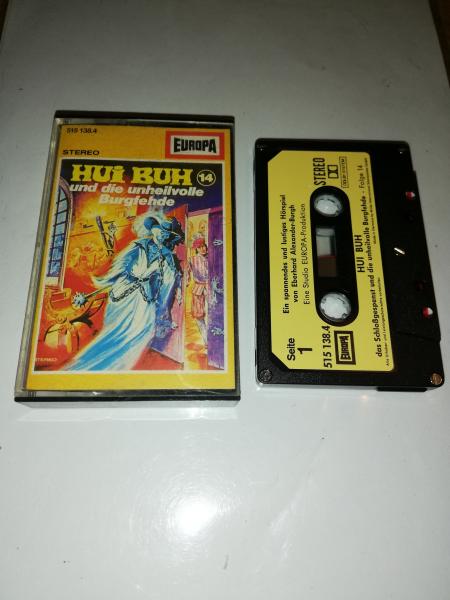 515 138.4
EUROPA
STEREO
HUI BUH 14
und die unheilvolle
Burgfehde
STEREO
STEREO
Ein spannendes und lustiges Hörspiel
von Eberhard Alexander-Burgh
Eine Studio EUROPA-Produktion
Seite
1
515 138.4
EUROPA
HUI BUH
das Schloßgespenst und die unheilvolle Burgfehde - Folge 14